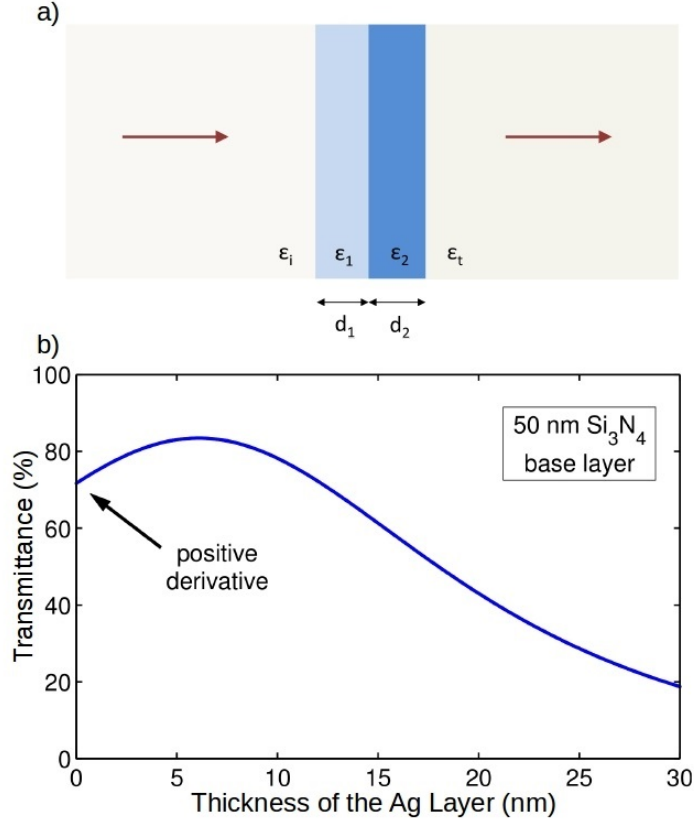 a)
εi ε1 ε2 εt
d1 d2
b)
100
80
60
40
20
0
Transmittance (%)
50 nm Si3N4
base layer
positive
derivative
0 5 10 15 20 25 30
Thickness of the Ag Layer (nm)